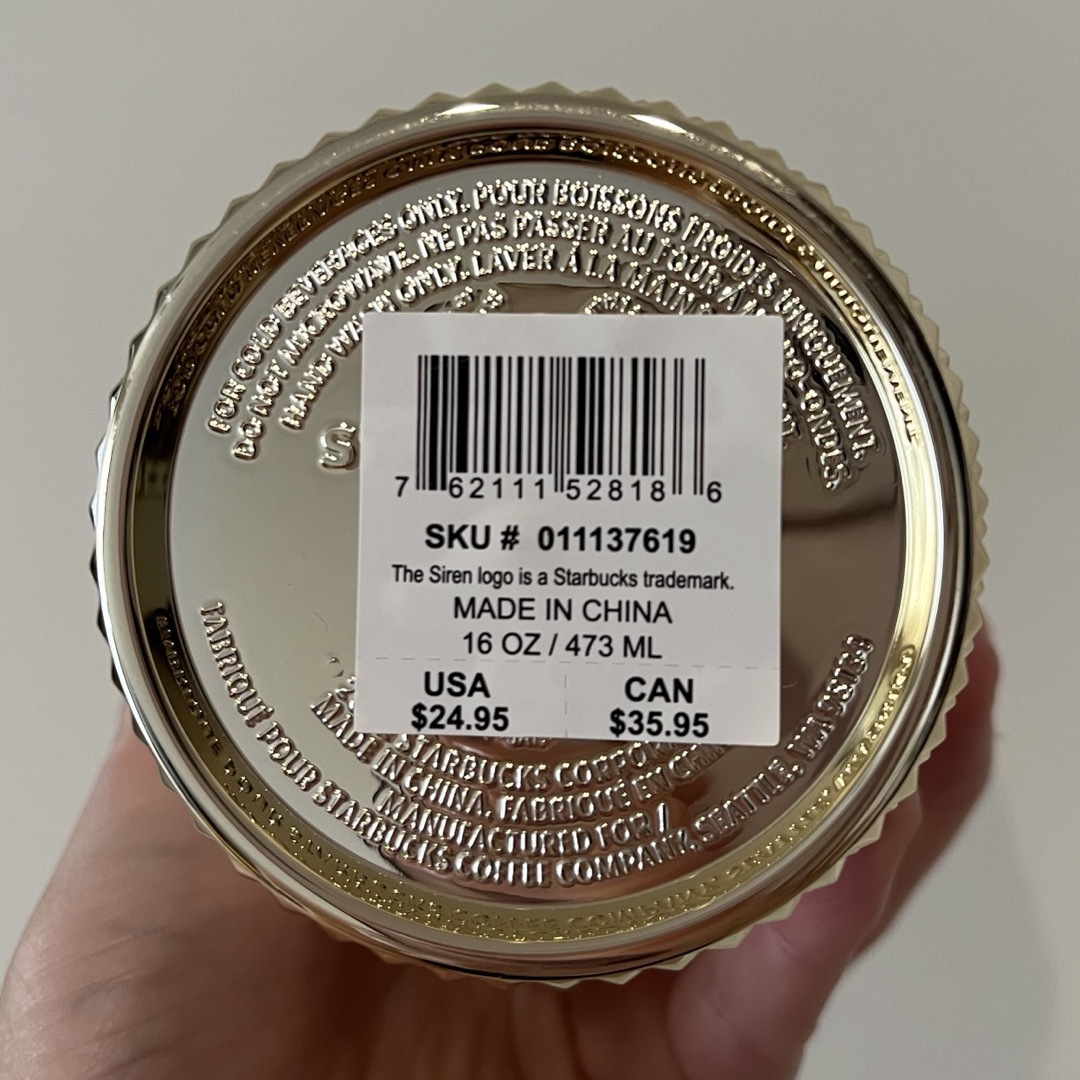 FOR COLD BEVERAGES ONLY. POUR BOISSONS FROIDES UNIQUEMENT.
DO NOT MICROWAVE. NE PAS PASSER AU FOUR À
HAND WASH ONLY. LAVER À LA MAIN
7 62111 52818 6
SKU # 011137619
The Siren logo is a Starbucks trademark.
MADE IN CHINA
16 OZ / 473 ML
USA CAN
$24.95 $35.95
STARBUCKS
MADE IN CHINA. FABRIQUÉ EN
MANUFACTURED FOR /
FABRIQUÉ POUR STARBUCKS COFFEE COMPANY, SEATTLE, WA